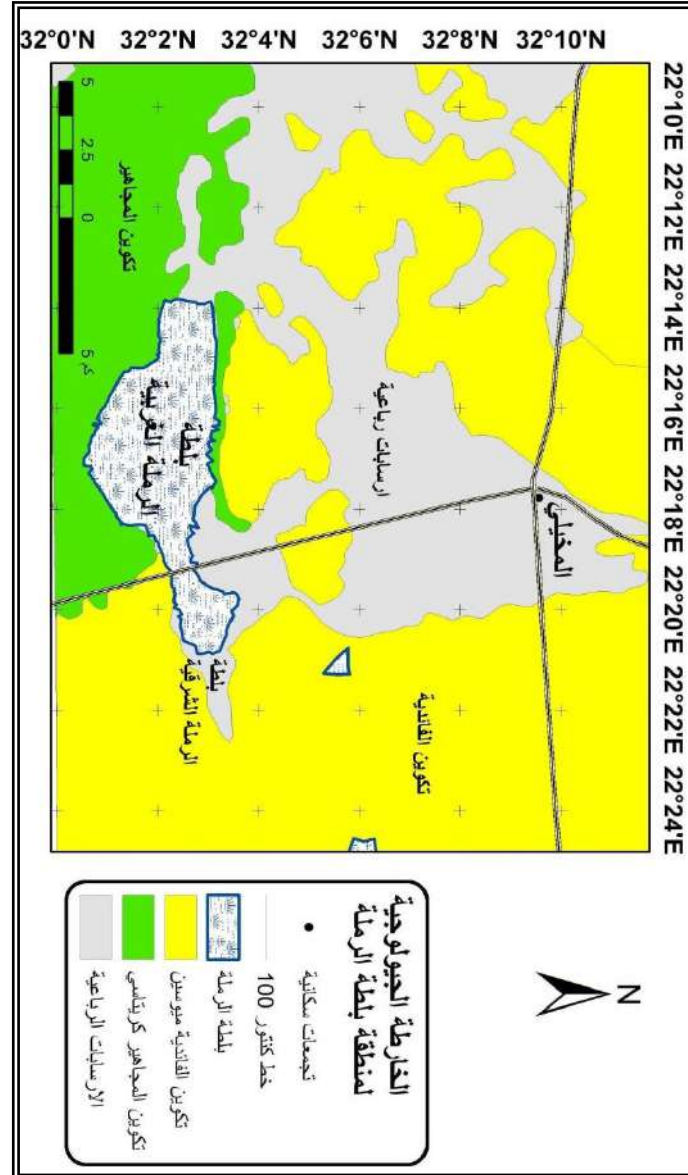 32°0'N 32°2'N 32°4'N 32°6'N 32°8'N 32°10'N
22°10'E
22°12'E
22°14'E
22°16'E
22°18'E
22°20'E
22°22'E
22°24'E
5 2.5 0 5 كم
تكوين المجاهير
بلطة
الرملة الغربية
ارسابات رباعية
المخيلي
بلطة
الرملة الشرقية
تكوين الفائدية
N
الخارطة الجيولوجية
لمنطقة بلطة الرملة
تجمعات سكانية
خط كنتور 100
بلطة الرملة
تكوين الفائدية ميوسين
تكوين المجاهير كريتاسي
الارسابات الرباعية